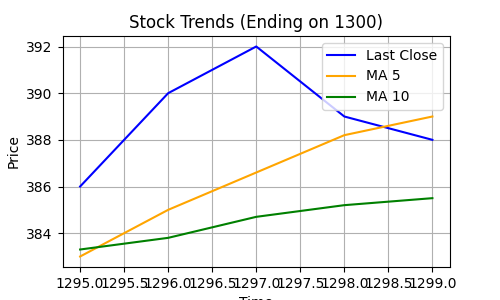 Stock Trends (Ending on 1300)
Last Close
MA 5
MA 10
Price
392
390
388
386
384
1295.0 1295.5 1296.0 1296.5 1297.0 1297.5 1298.0 1298.5 1299.0
Time